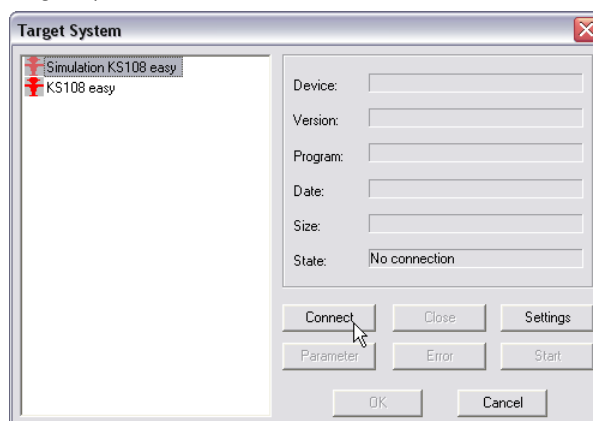 Target System
Simulation KS108 easy
KS108 easy
Device:
Version:
Program:
Date:
Size:
State: No connection
Connect Close Settings
Parameter Error Start
OK Cancel